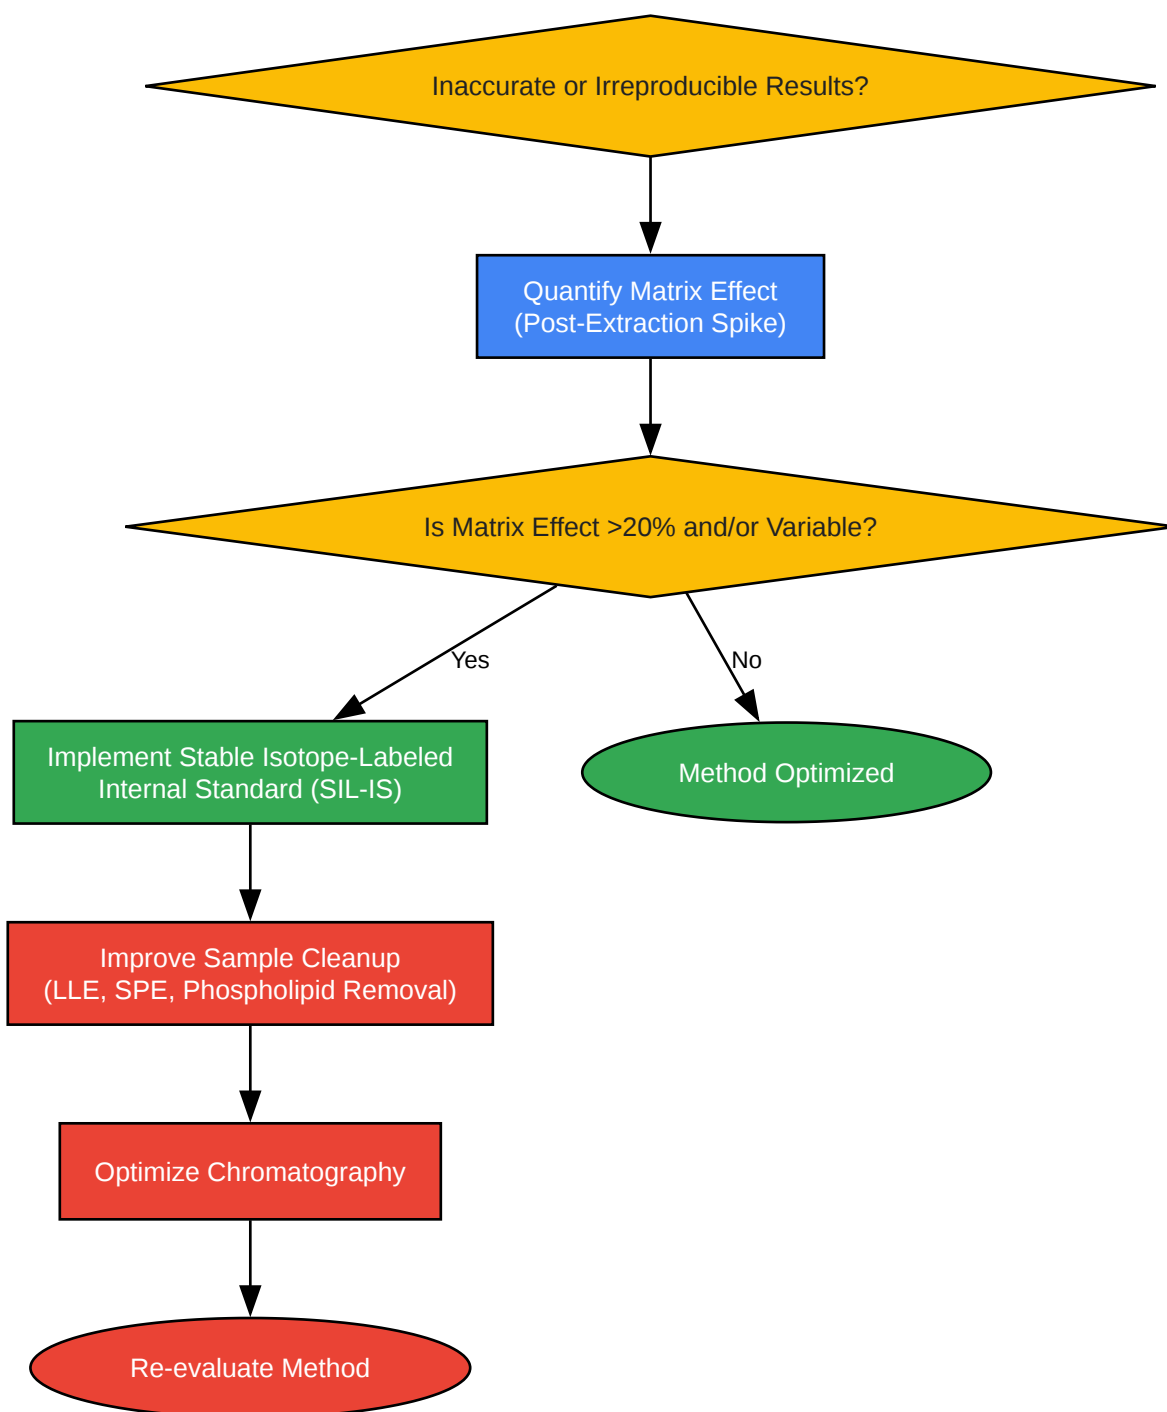 Inaccurate or Irreproducible Results?
Quantify Matrix Effect
(Post-Extraction Spike)
Is Matrix Effect >20% and/or Variable?
Yes
No
Implement Stable Isotope-Labeled
Internal Standard (SIL-IS)
Method Optimized
Improve Sample Cleanup
(LLE, SPE, Phospholipid Removal)
Optimize Chromatography
Re-evaluate Method